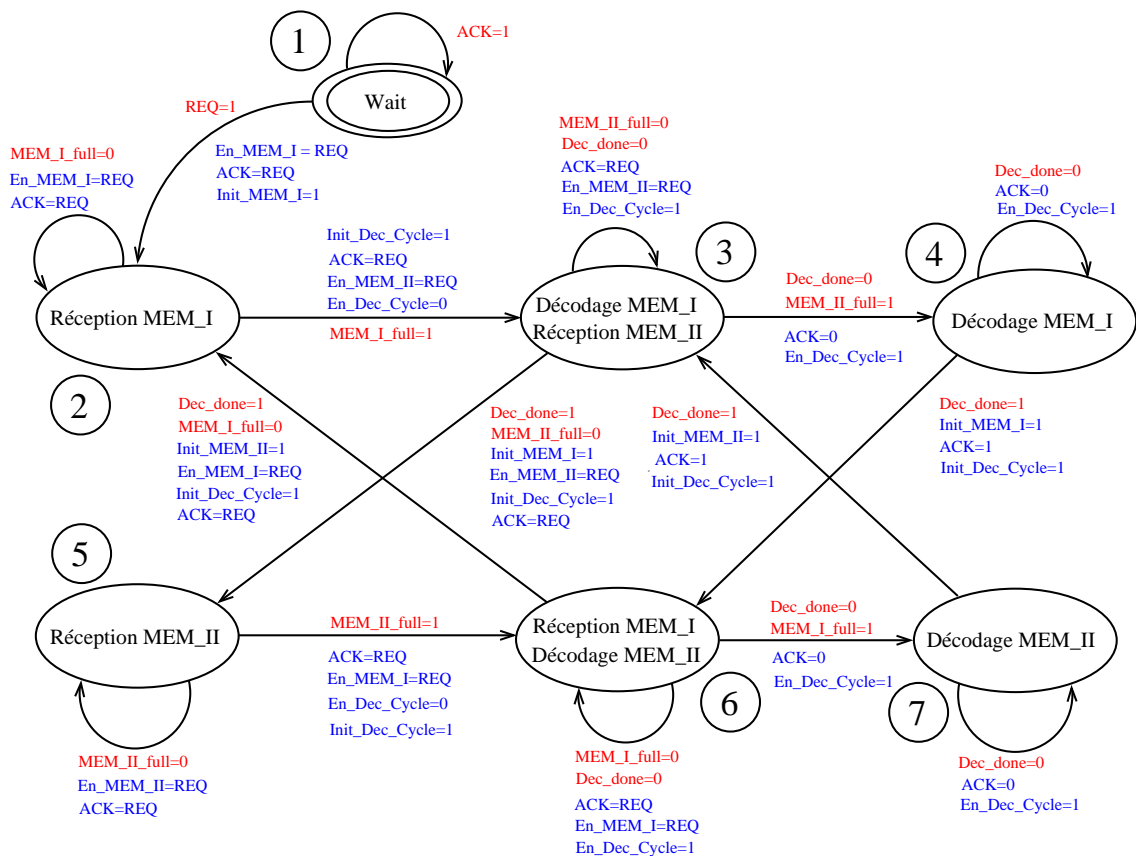 1
ACK=1
Wait
REQ=1
En_MEM_I = REQ
ACK=REQ
Init_MEM_I=1
MEM_I_full=0
En_MEM_I=REQ
ACK=REQ
Réception MEM_I
2
Init_Dec_Cycle=1
ACK=REQ
En_MEM_II=REQ
En_Dec_Cycle=0
MEM_I_full=1
MEM_II_full=0
Dec_done=0
ACK=REQ
En_MEM_II=REQ
En_Dec_Cycle=1
3
Décodage MEM_I
Réception MEM_II
Dec_done=0
MEM_II_full=1
ACK=0
En_Dec_Cycle=1
Dec_done=0
ACK=0
En_Dec_Cycle=1
4
Décodage MEM_I
Dec_done=1
MEM_I_full=0
Init_MEM_II=1
En_MEM_I=REQ
Init_Dec_Cycle=1
ACK=REQ
Dec_done=1
MEM_II_full=0
Init_MEM_I=1
En_MEM_II=REQ
Init_Dec_Cycle=1
ACK=REQ
Dec_done=1
Init_MEM_II=1
ACK=1
Init_Dec_Cycle=1
Dec_done=1
Init_MEM_I=1
ACK=1
Init_Dec_Cycle=1
5
Réception MEM_II
MEM_II_full=0
En_MEM_II=REQ
ACK=REQ
MEM_II_full=1
ACK=REQ
En_MEM_I=REQ
En_Dec_Cycle=0
Init_Dec_Cycle=1
Réception MEM_I
Décodage MEM_II
6
MEM_I_full=0
Dec_done=0
ACK=REQ
En_MEM_I=REQ
En_Dec_Cycle=1
Dec_done=0
MEM_I_full=1
ACK=0
En_Dec_Cycle=1
Décodage MEM_II
7
Dec_done=0
ACK=0
En_Dec_Cycle=1